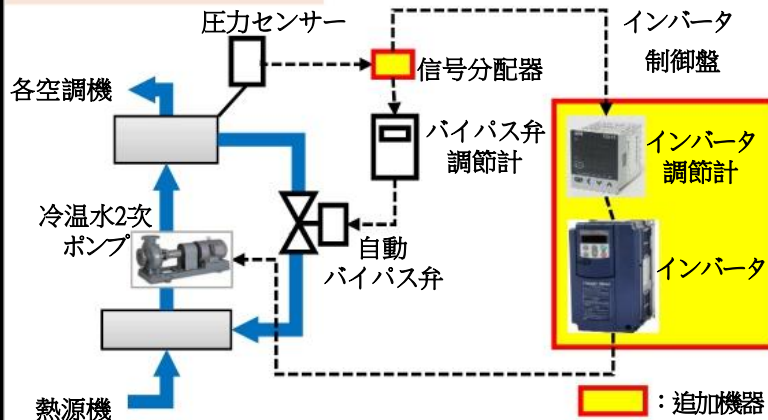 圧力センサー
インバータ
制御盤
各空調機
信号分配器
バイパス弁
調節計
インバータ
調節計
冷温水2次
ポンプ
自動
バイパス弁
インバータ
熱源機
：追加機器